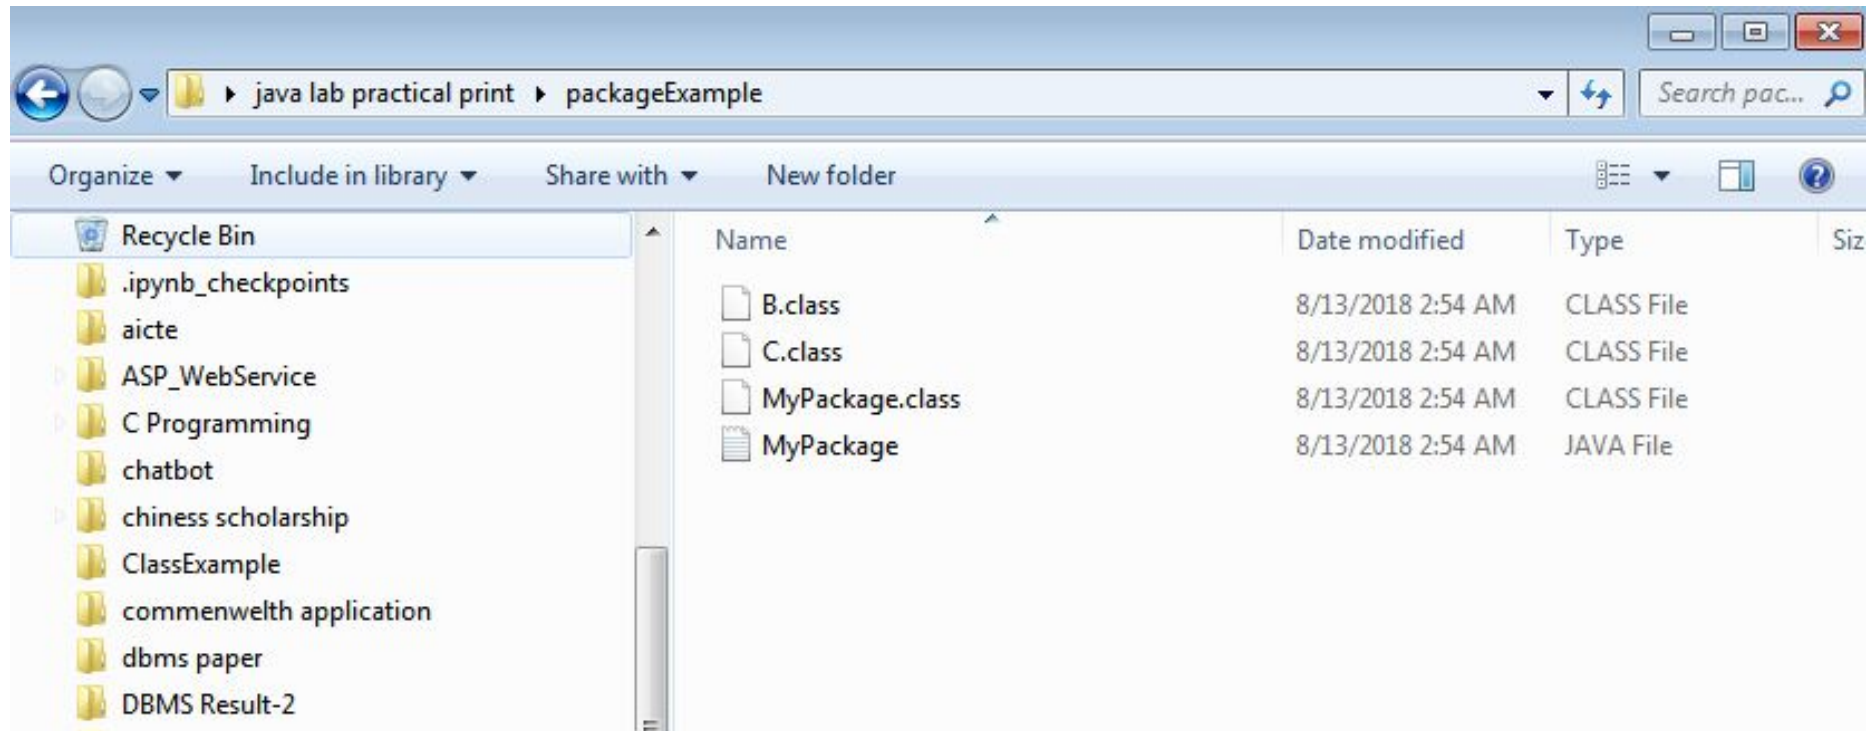 java lab practical print packageExample Search pac...
Organize Include in library Share with New folder
Recycle Bin
.ipynb_checkpoints
aicte
ASP_WebService
C Programming
chatbot
chiness scholarship
ClassExample
commenwelth application
dbms paper
DBMS Result-2
Name Date modified Type Siz
B.class 8/13/2018 2:54 AM CLASS File
C.class 8/13/2018 2:54 AM CLASS File
MyPackage.class 8/13/2018 2:54 AM CLASS File
MyPackage 8/13/2018 2:54 AM JAVA File